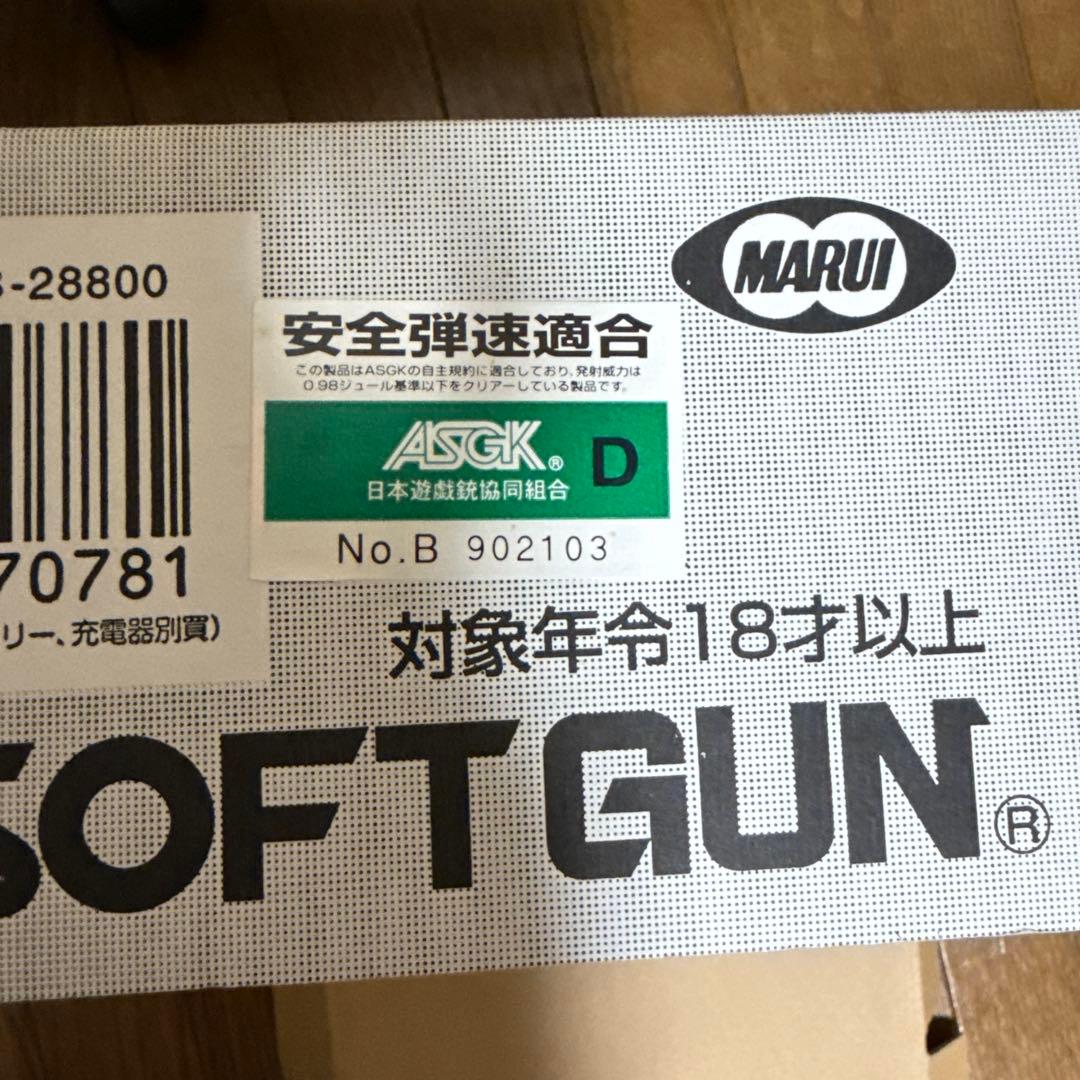 MARUI
-28800
安全弾速適合
この製品はASGKの自主規約に適合しており、発射威力は
0.98ジュール基準以下をクリアーしている製品です。
ASGK® D
日本遊戯銃協同組合
No.B 902103
70781
リー、充電器別買)
対象年令18才以上
SOFT GUN®